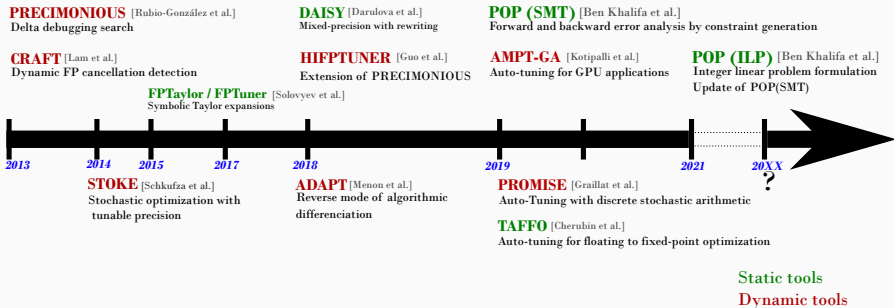 PRECIMONIOUS [Rubio-González et al.]
Delta debugging search
CRAFT [Lam et al.]
Dynamic FP cancellation detection
FPTaylor / FPTuner [Solovyev et al.]
Symbolic Taylor expansions
DAISY [Darulova et al.]
Mixed-precision with rewriting
HIFPTUNER [Guo et al.]
Extension of PRECIMONIOUS
POP (SMT) [Ben Khalifa et al.]
Forward and backward error analysis by constraint generation
AMPT-GA [Kotipalli et al.]
Auto-tuning for GPU applications
POP (ILP) [Ben Khalifa et al.]
Integer linear problem formulation
Update of POP(SMT)
2013 2014 2015 2017 2018 2019 2021 20XX
?
STOKE [Schkufza et al.]
Stochastic optimization with
tunable precision
ADAPT [Menon et al.]
Reverse mode of algorithmic
differenciation
PROMISE [Graillat et al.]
Auto-Tuning with discrete stochastic arithmetic
TAFFO [Cherubin et al.]
Auto-tuning for floating to fixed-point optimization
Static tools
Dynamic tools